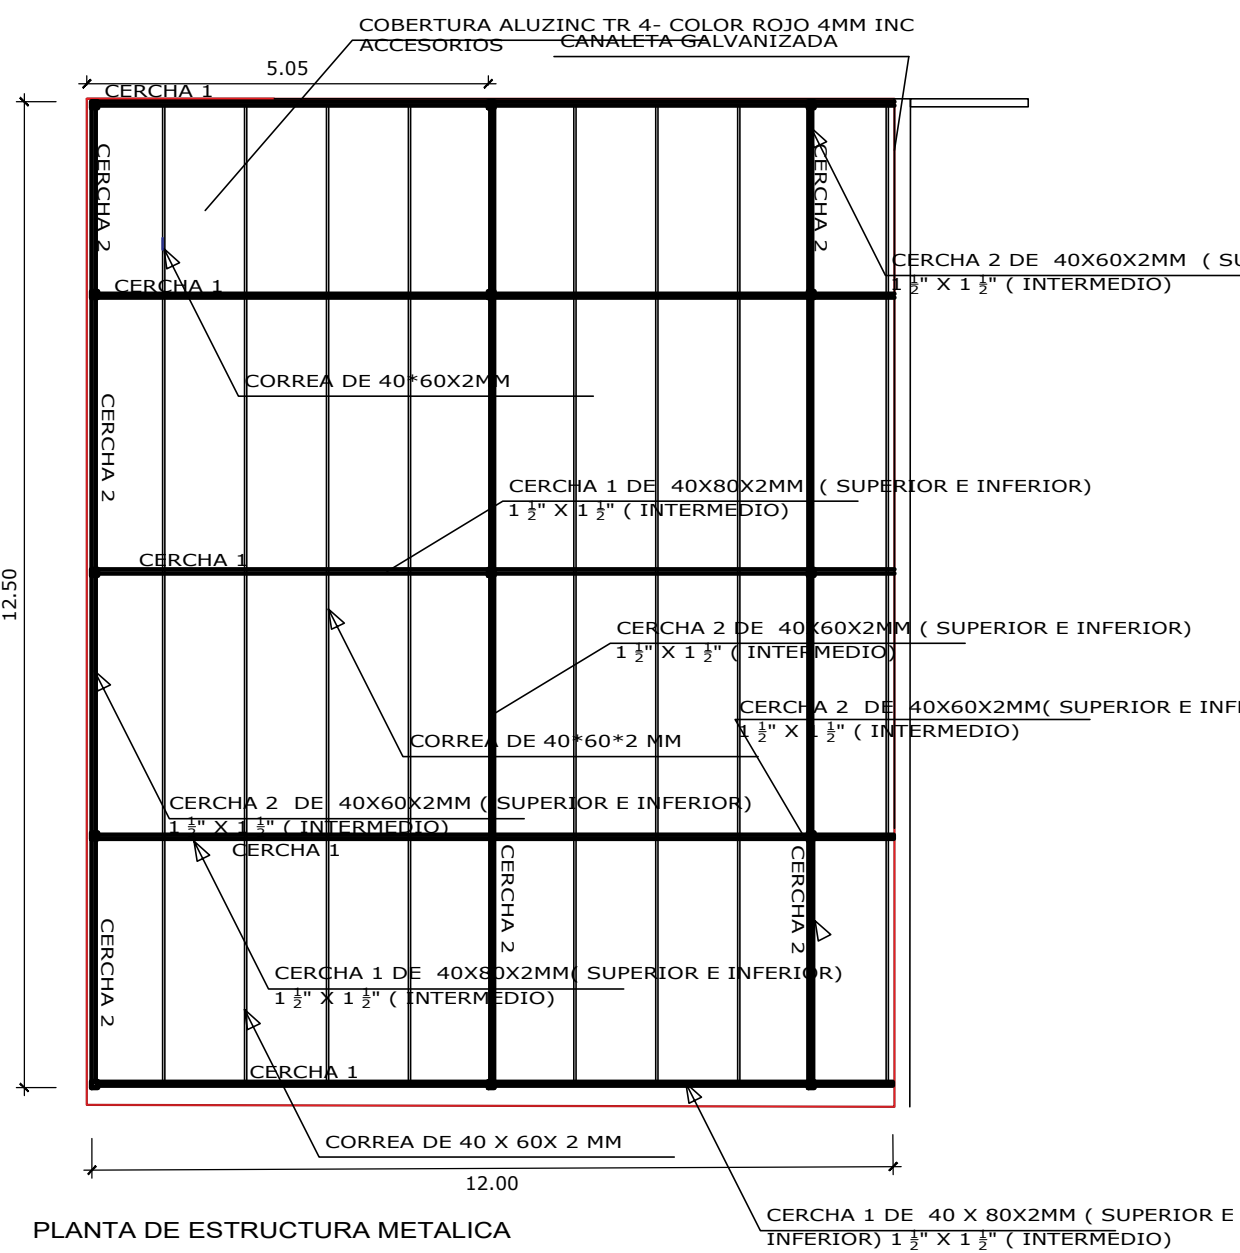 COBERTURA ALUZINC TR 4- COLOR ROJO 4MM INC
ACCESORIOS
CANALETA GALVANIZADA
5.05
CERCHA 1
CERCHA 2
CERCHA 2
CERCHA 2 DE 40X60X2MM ( SU
1 1/2" X 1 1/2" ( INTERMEDIO)
CERCHA 1
CORREA DE 40*60X2MM
CERCHA 2
CERCHA 1 DE 40X80X2MM ( SUPERIOR E INFERIOR)
1 1/2" X 1 1/2" ( INTERMEDIO)
CERCHA 1
12.50
CERCHA 2 DE 40X60X2MM ( SUPERIOR E INFERIOR)
1 1/2" X 1 1/2" ( INTERMEDIO)
CERCHA 2 DE 40X60X2MM( SUPERIOR E INFE
1 1/2" X 1 1/2" ( INTERMEDIO)
CORREA DE 40*60*2 MM
CERCHA 2 DE 40X60X2MM ( SUPERIOR E INFERIOR)
1 1/2" X 1 1/2" ( INTERMEDIO)
CERCHA 1
CERCHA 2
CERCHA 2
CERCHA 2
CERCHA 1 DE 40X80X2MM( SUPERIOR E INFERIOR)
1 1/2" X 1 1/2" ( INTERMEDIO)
CERCHA 1
CORREA DE 40 X 60X 2 MM
12.00
CERCHA 1 DE 40 X 80X2MM ( SUPERIOR E
INFERIOR) 1 1/2" X 1 1/2" ( INTERMEDIO)
PLANTA DE ESTRUCTURA METALICA